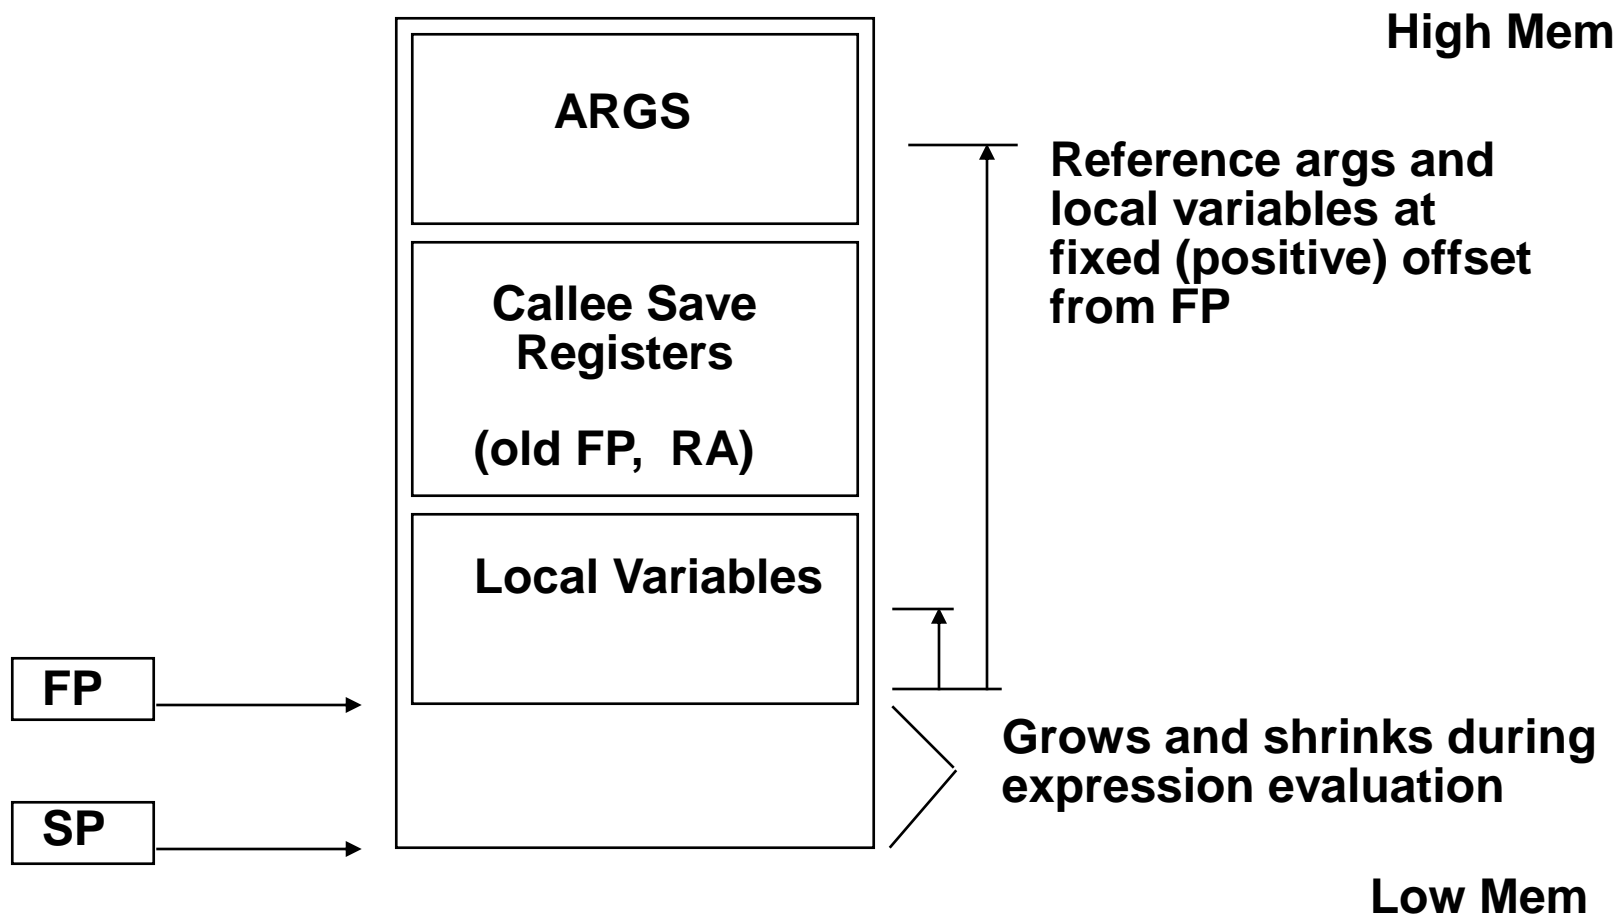 High Mem
ARGS
Reference args and
local variables at
fixed (positive) offset
from FP
Callee Save
Registers
(old FP, RA)
Local Variables
FP
Grows and shrinks during
expression evaluation
SP
Low Mem